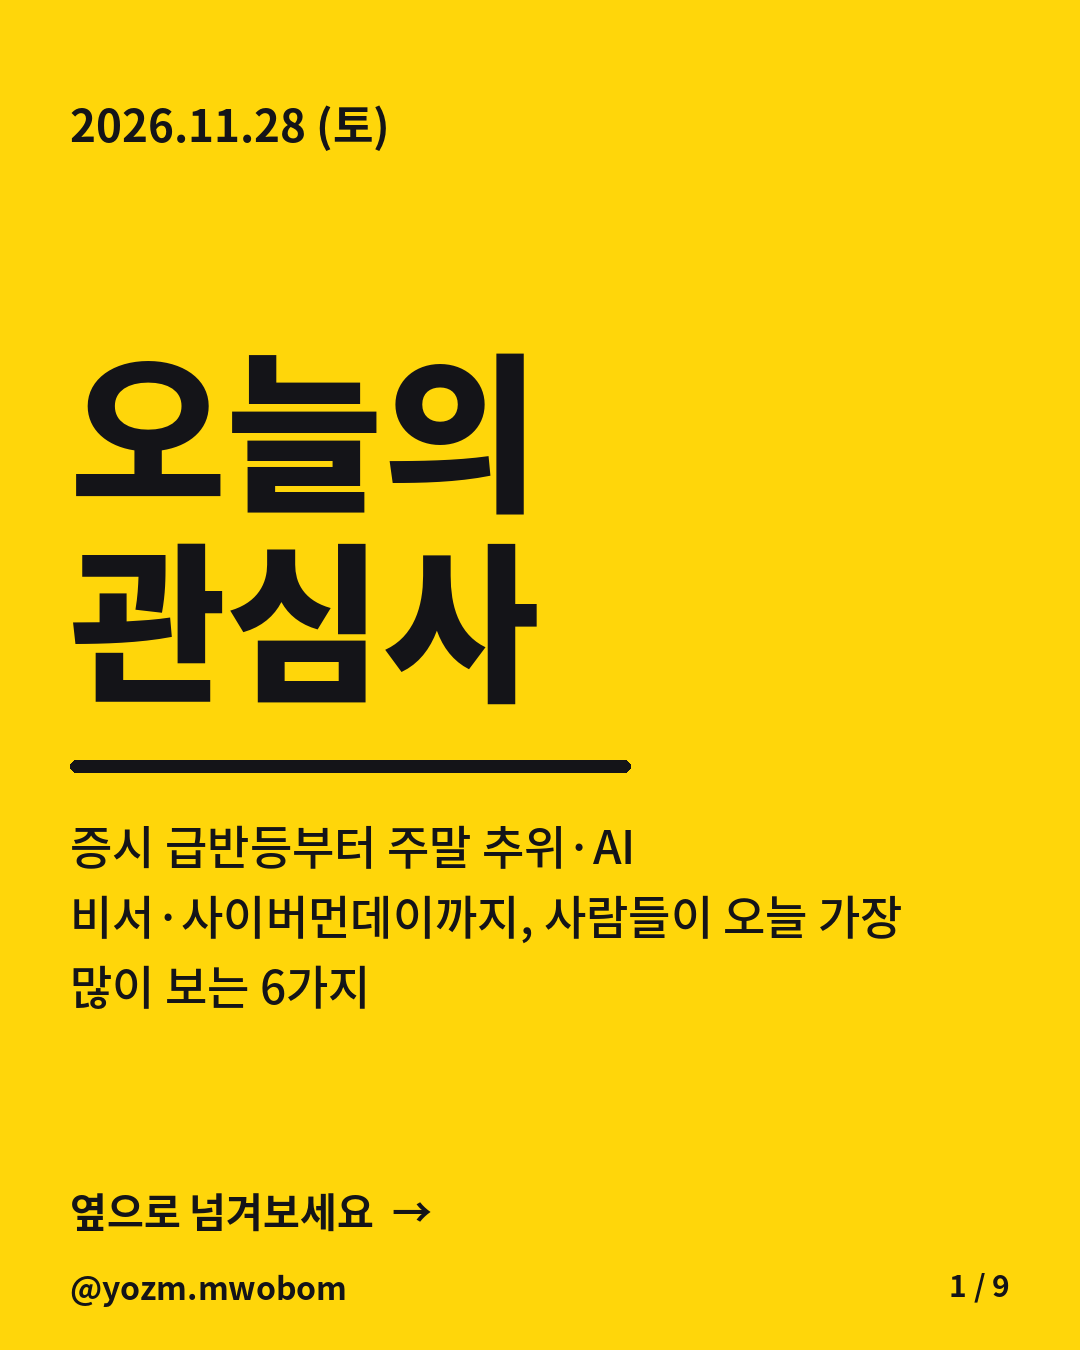 2026.11.28 (토)
오늘의
관심사
증시 급반등부터 주말 추위·AI
비서·사이버먼데이까지, 사람들이 오늘 가장
많이 보는 6가지
옆으로 넘겨보세요 →
@yozm.mwobom
1 / 9